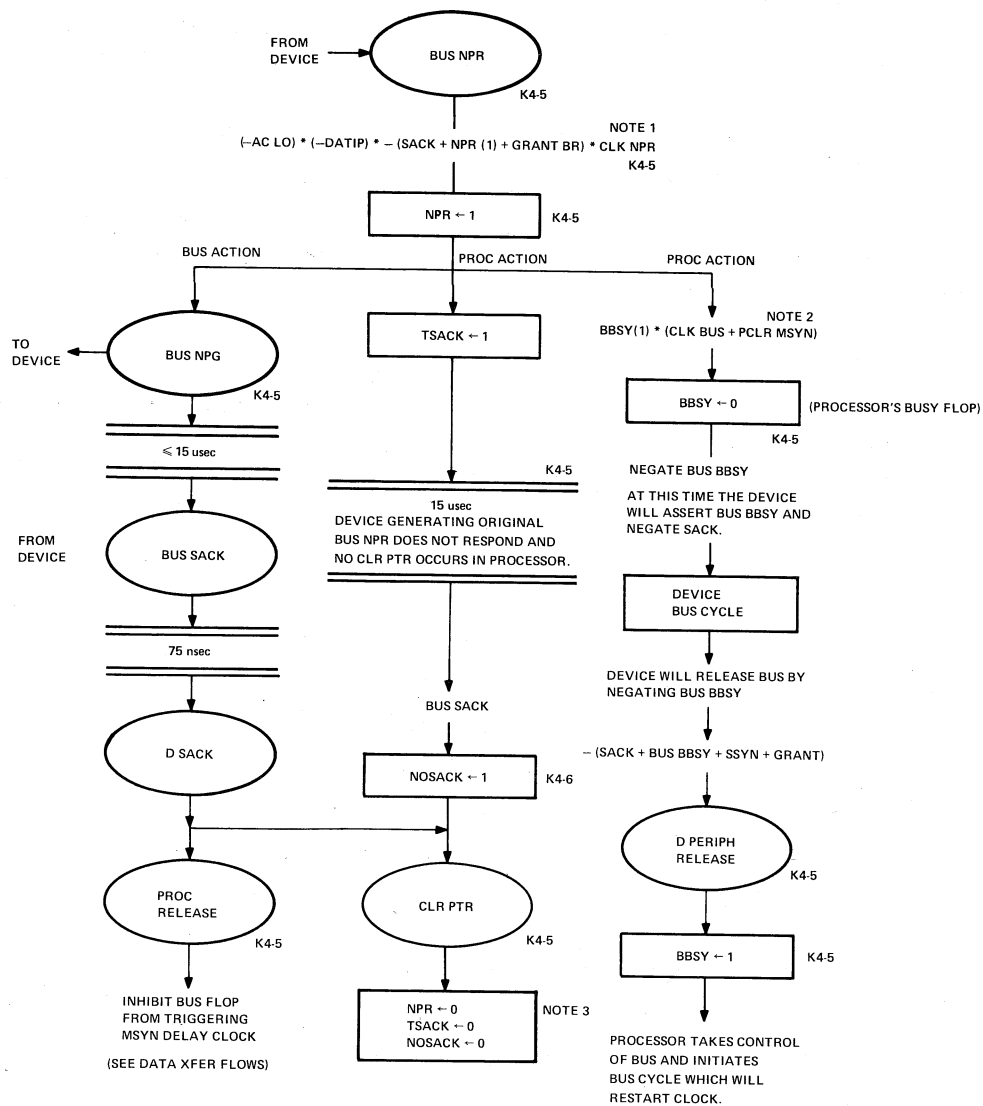 FROM
DEVICE
BUS NPR
K4-5
NOTE 1
(−AC LO) * (−DATIP) * − (SACK + NPR (1) + GRANT BR) * CLK NPR
K4-5
NPR ← 1
K4-5
BUS ACTION
PROC ACTION
PROC ACTION
TO
DEVICE
BUS NPG
K4-5
≤ 15 usec
FROM
DEVICE
BUS SACK
75 nsec
D SACK
PROC
RELEASE
K4-5
INHIBIT BUS FLOP
FROM TRIGGERING
MSYN DELAY CLOCK
(SEE DATA XFER FLOWS)
TSACK ← 1
K4-5
15 usec
DEVICE GENERATING ORIGINAL
BUS NPR DOES NOT RESPOND AND
NO CLR PTR OCCURS IN PROCESSOR.
BUS SACK
NOSACK ← 1
K4-6
CLR PTR
K4-5
NPR ← 0
TSACK ← 0
NOSACK ← 0
NOTE 3
NOTE 2
BBSY(1) * (CLK BUS + PCLR MSYN)
BBSY ← 0
(PROCESSOR'S BUSY FLOP)
K4-5
NEGATE BUS BBSY
AT THIS TIME THE DEVICE
WILL ASSERT BUS BBSY AND
NEGATE SACK.
DEVICE
BUS CYCLE
DEVICE WILL RELEASE BUS BY
NEGATING BUS BBSY
− (SACK + BUS BBSY + SSYN + GRANT)
D PERIPH
RELEASE
K4-5
BBSY ← 1
K4-5
PROCESSOR TAKES CONTROL
OF BUS AND INITIATES
BUS CYCLE WHICH WILL
RESTART CLOCK.